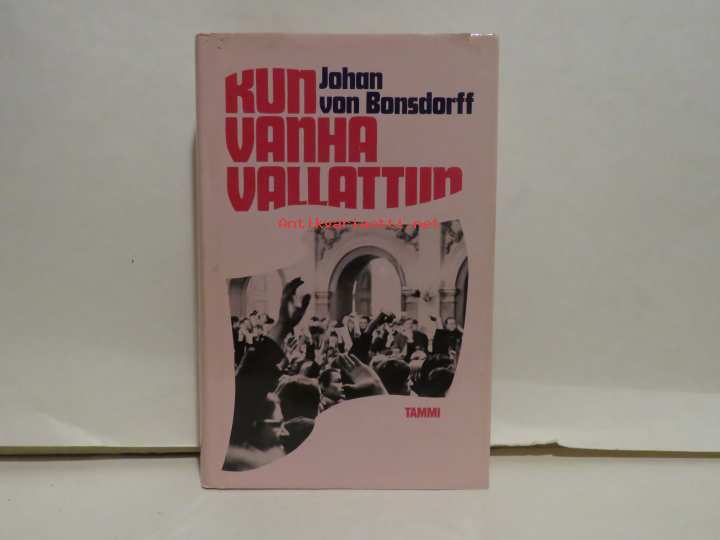 Johan
von Bonsdorff
KUN
VANHA
VALLATTIIN
Antikvariaatti.net
TAMMI